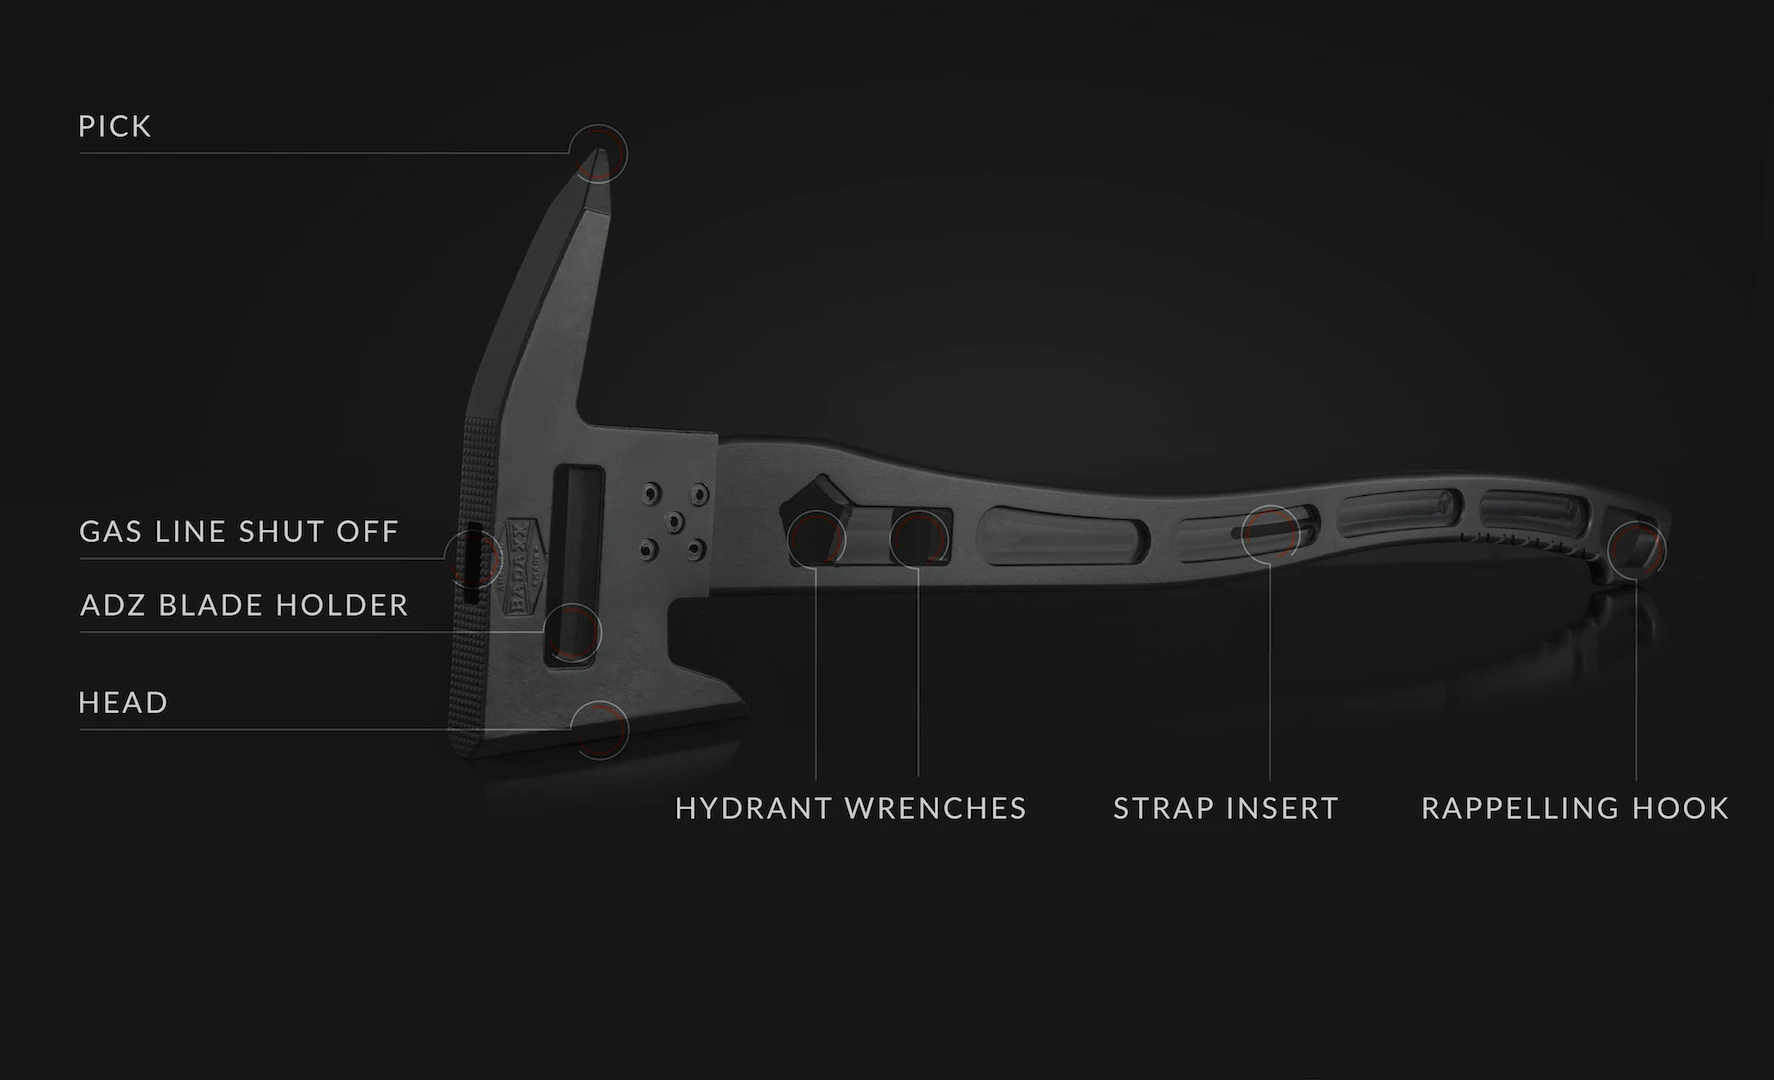 PICK
GAS LINE SHUT OFF
ADZ BLADE HOLDER
HEAD
HYDRANT WRENCHES
STRAP INSERT
RAPPELLING HOOK